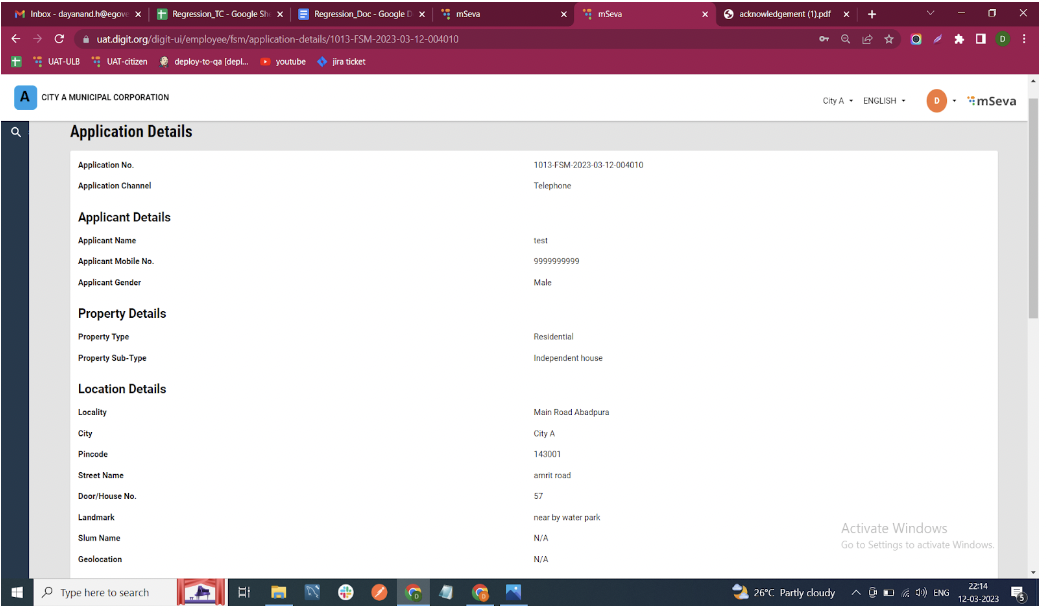 Inbox - dayanand.h@egove
Regression_TC - Google She
Regression_Doc - Google D
mSeva
mSeva
acknowledgement (1).pdf
uat.digit.org/digit-ui/employee/fsm/application-details/1013-FSM-2023-03-12-004010
D
UAT-ULB
UAT-citizen
deploy-to-qa [depl...
youtube
jira ticket
A
CITY A MUNICIPAL CORPORATION
City A
ENGLISH
D
mSeva
Application Details
Application No. 1013-FSM-2023-03-12-004010
Application Channel Telephone
Applicant Details
Applicant Name test
Applicant Mobile No. 9999999999
Applicant Gender Male
Property Details
Property Type Residential
Property Sub-Type Independent house
Location Details
Locality Main Road Abadpura
City City A
Pincode 143001
Street Name amrit road
Door/House No. 57
Landmark near by water park
Slum Name N/A
Geolocation N/A
Activate Windows
Go to Settings to activate Windows.
Type here to search
26°C Partly cloudy
ENG
22:14
12-03-2023
5